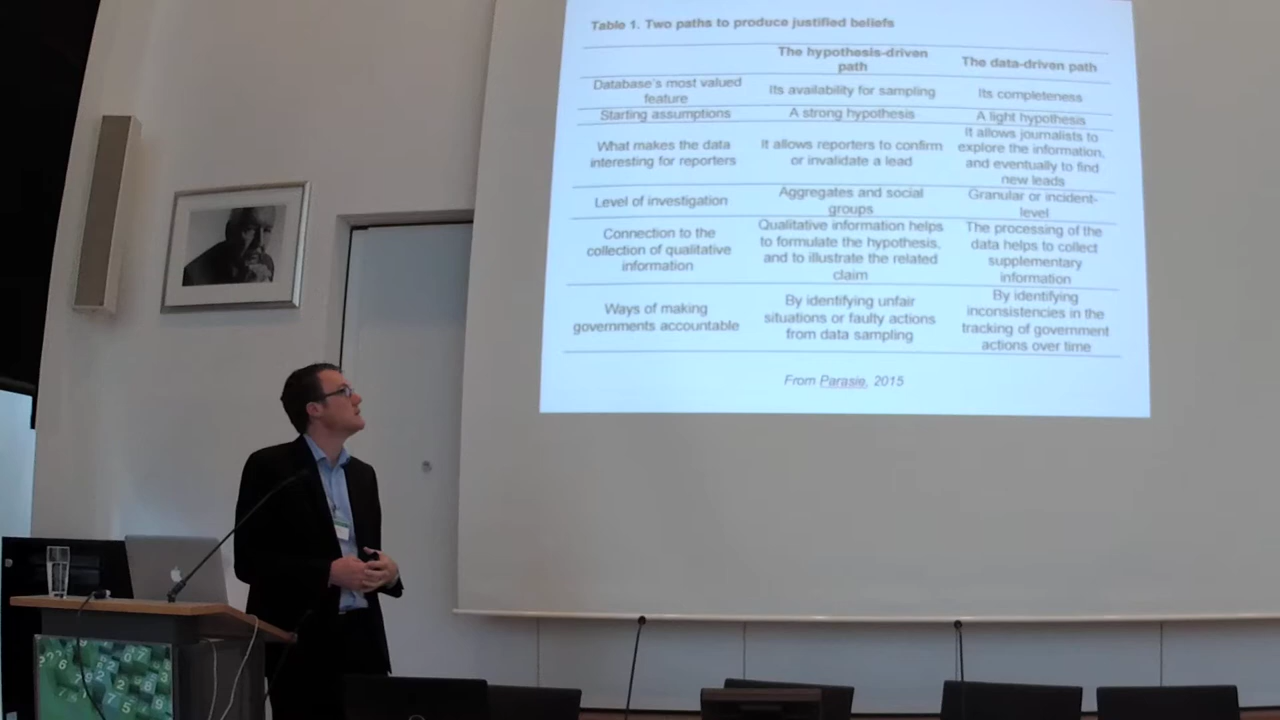 Table 1. Two paths to produce justified beliefs
The hypothesis-driven
path
The data-driven path
Database's most valued
feature
Its availability for sampling
Its completeness
Starting assumptions
A strong hypothesis
A light hypothesis
What makes the data
interesting for reporters
It allows reporters to confirm
or invalidate a lead
It allows journalists to
explore the information,
and eventually to find
new leads
Level of investigation
Aggregates and social
groups
Granular or incident-
level
Connection to the
collection of qualitative
information
Qualitative information helps
to formulate the hypothesis,
and to illustrate the related
claim
The processing of the
data helps to collect
supplementary
information
Ways of making
governments accountable
By identifying unfair
situations or faulty actions
from data sampling
By identifying
inconsistencies in the
tracking of government
actions over time
From Parasie, 2015